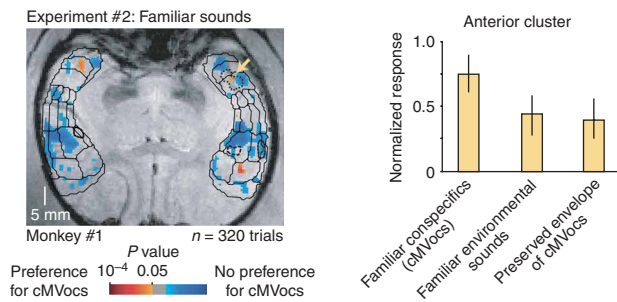 Experiment #2: Familiar sounds
5 mm
Monkey #1
n = 320 trials
P value
Preference for cMVocs
10⁻⁴ 0.05
No preference for cMVocs
Anterior cluster
Normalized response
1.0
0.5
0
Familiar conspecifics
(cMVocs)
Familiar environmental
sounds
Preserved envelope
of cMVocs